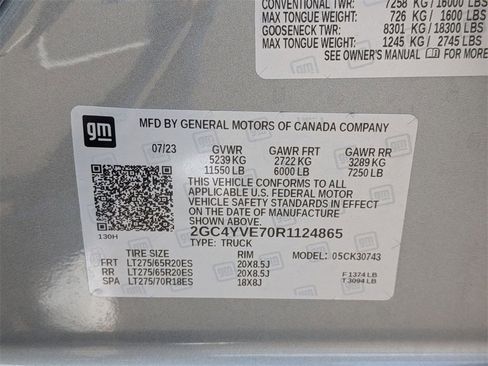 CONVENTIONAL TWR: 7258 KG / 16000 LBS
MAX TONGUE WEIGHT: 726 KG / 1600 LBS
GOOSENECK TWR: 8301 KG / 18300 LBS
MAX TONGUE WEIGHT: 1245 KG / 2745 LBS
SEE OWNER'S MANUAL FOR MORE
gm
MFD BY GENERAL MOTORS OF CANADA COMPANY
07/23 GVWR GAWR FRT GAWR RR
5239 KG 2722 KG 3289 KG
11550 LB 6000 LB 7250 LB
THIS VEHICLE CONFORMS TO ALL
APPLICABLE U.S. FEDERAL MOTOR
VEHICLE SAFETY STANDARDS IN EFFECT
ON THE DATE OF MANUFACTURE
SHOWN ABOVE.
2GC4YVE70R1124865
130H TYPE: TRUCK
TIRE SIZE RIM MODEL: 05CK30743
FRT LT275/65R20ES 20X8.5J F 1374 LB
RR LT275/65R20ES 20X8.5J T 3094 LB
SPA LT275/70R18ES 18X8J